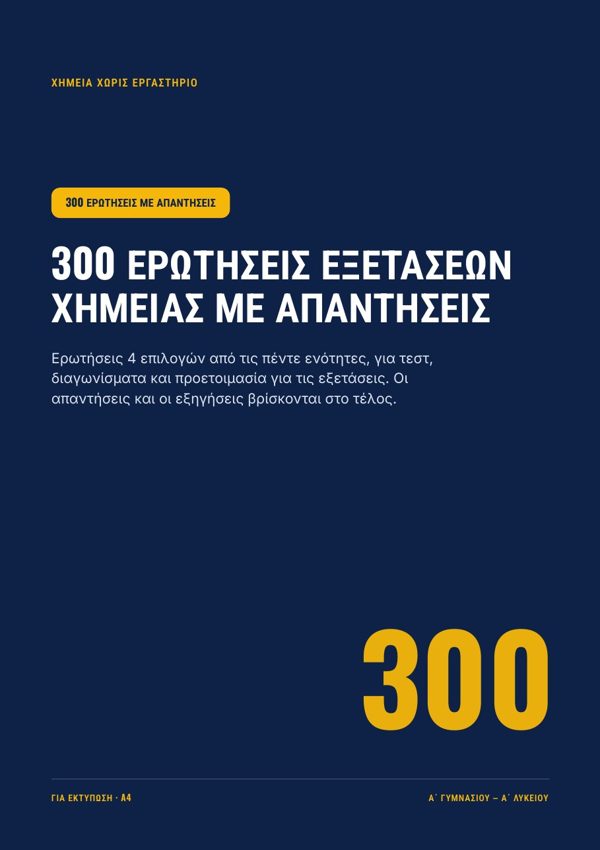 ΧΗΜΕΙΑ ΧΩΡΙΣ ΕΡΓΑΣΤΗΡΙΟ
300 ΕΡΩΤΗΣΕΙΣ ΜΕ ΑΠΑΝΤΗΣΕΙΣ
300 ΕΡΩΤΗΣΕΙΣ ΕΞΕΤΑΣΕΩΝ
ΧΗΜΕΙΑΣ ΜΕ ΑΠΑΝΤΗΣΕΙΣ
Ερωτήσεις 4 επιλογών από τις πέντε ενότητες, για τεστ,
διαγωνίσματα και προετοιμασία για τις εξετάσεις. Οι
απαντήσεις και οι εξηγήσεις βρίσκονται στο τέλος.
300
ΓΙΑ ΕΚΤΥΠΩΣΗ · A4
Α΄ ΓΥΜΝΑΣΙΟΥ – Α΄ ΛΥΚΕΙΟΥ